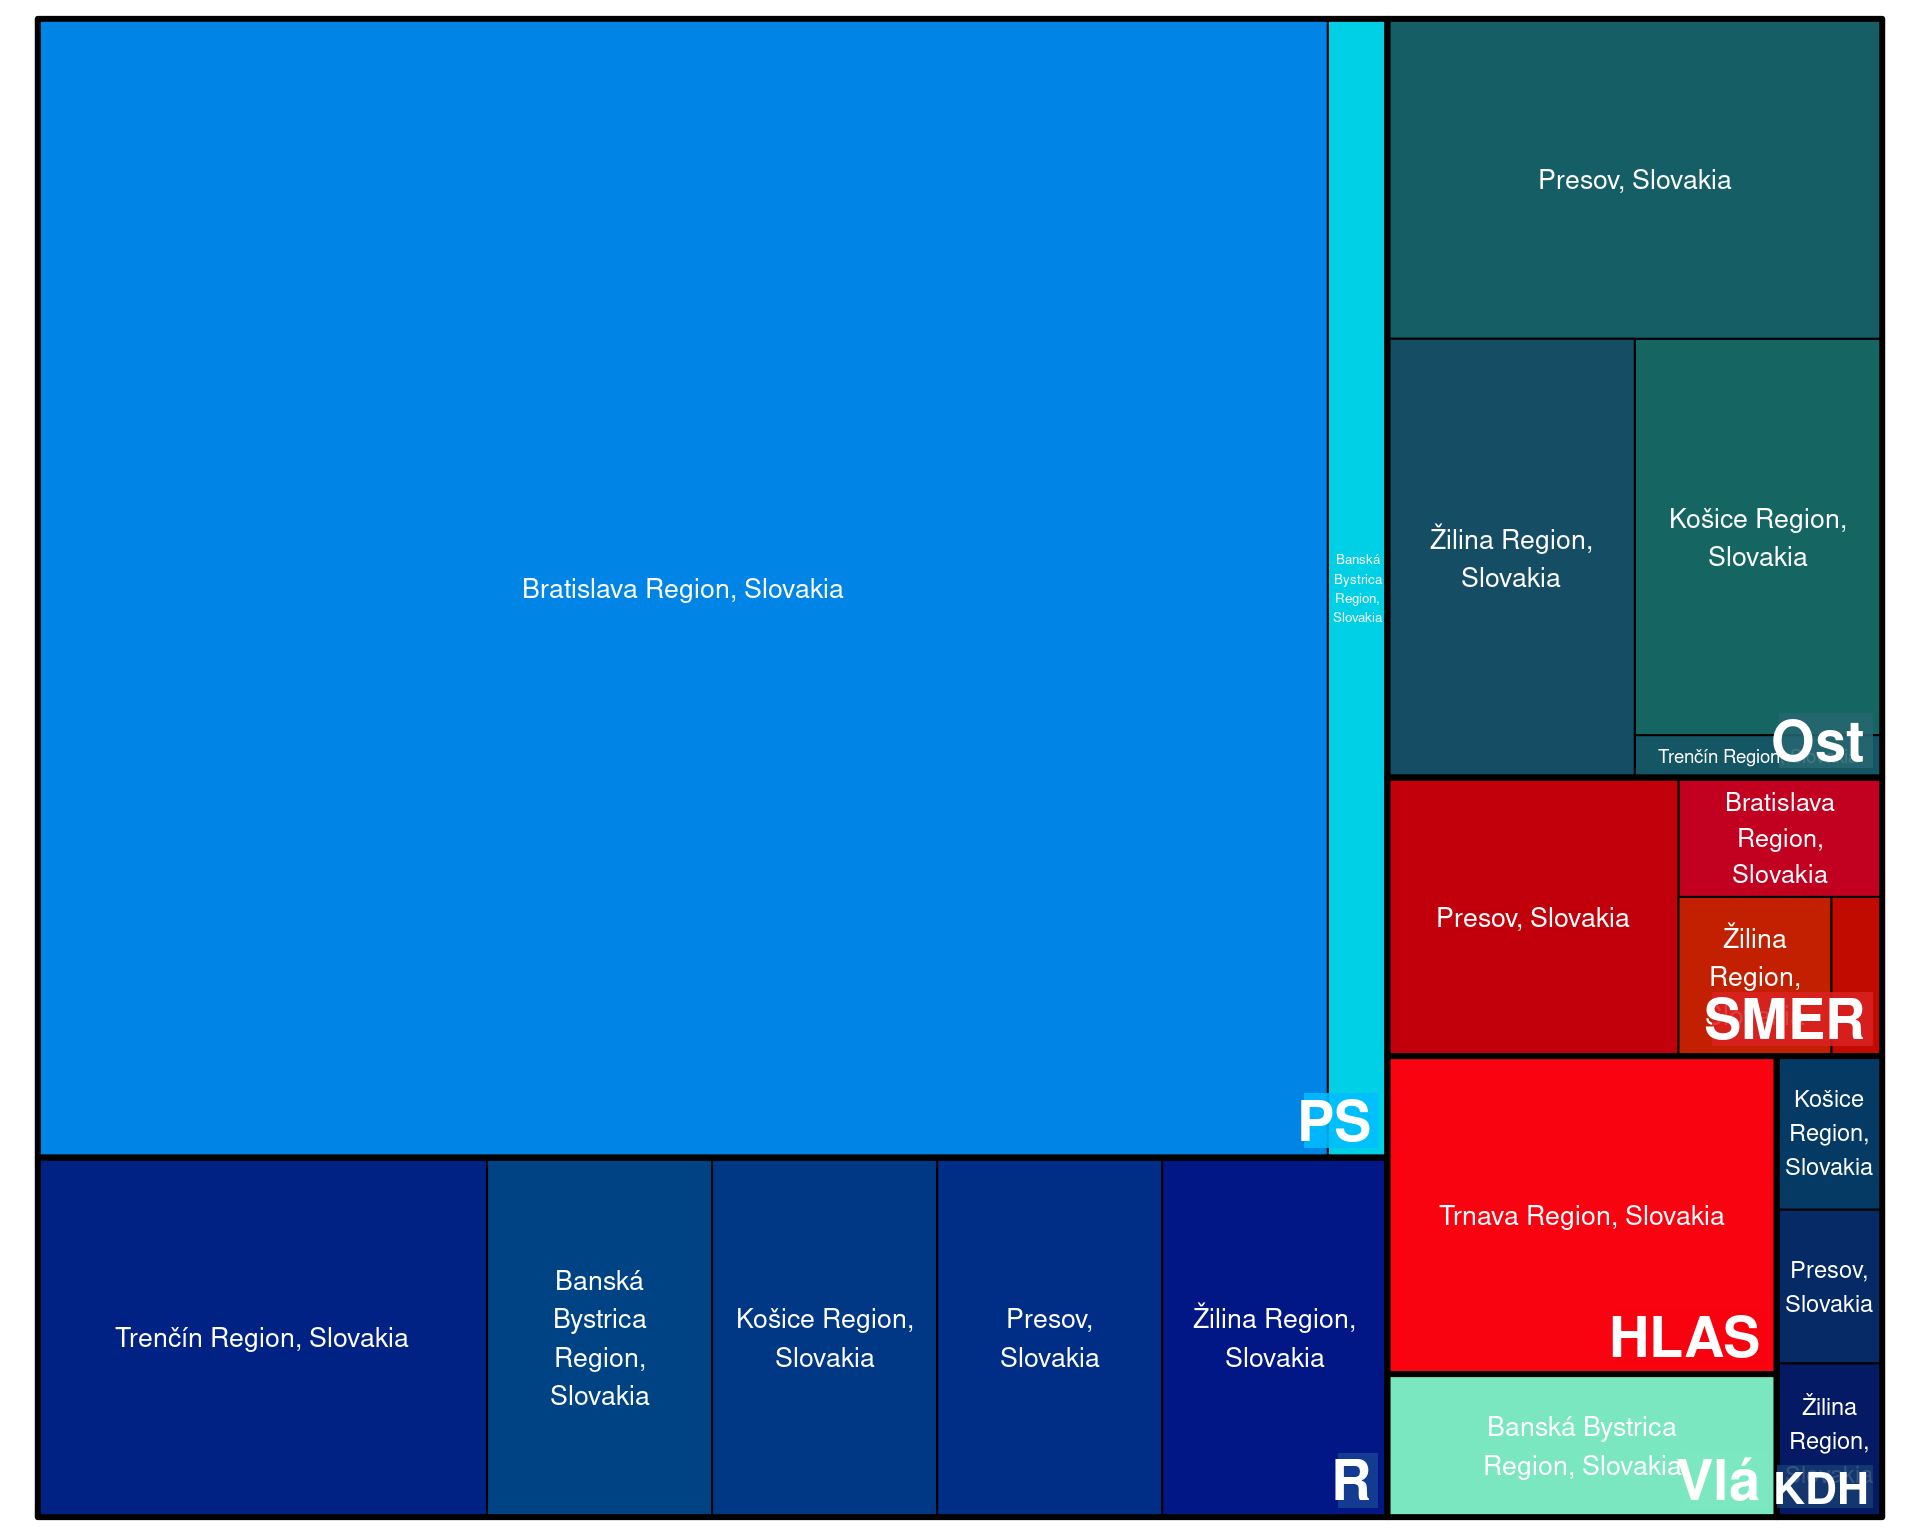 Bratislava Region, Slovakia
Banská
Bystrica
Region,
Slovakia
PS
Trenčín Region, Slovakia
Banská
Bystrica
Region,
Slovakia
Košice Region,
Slovakia
Presov,
Slovakia
Žilina Region,
Slovakia
R
Presov, Slovakia
Žilina Region,
Slovakia
Košice Region,
Slovakia
Trenčín Region
Ost
Presov, Slovakia
Bratislava
Region,
Slovakia
Žilina
Region,
SMER
Trnava Region, Slovakia
HLAS
Banská Bystrica
Region, Slovakia
Vlá
Košice
Region,
Slovakia
Presov,
Slovakia
Žilina
Region,
KDH